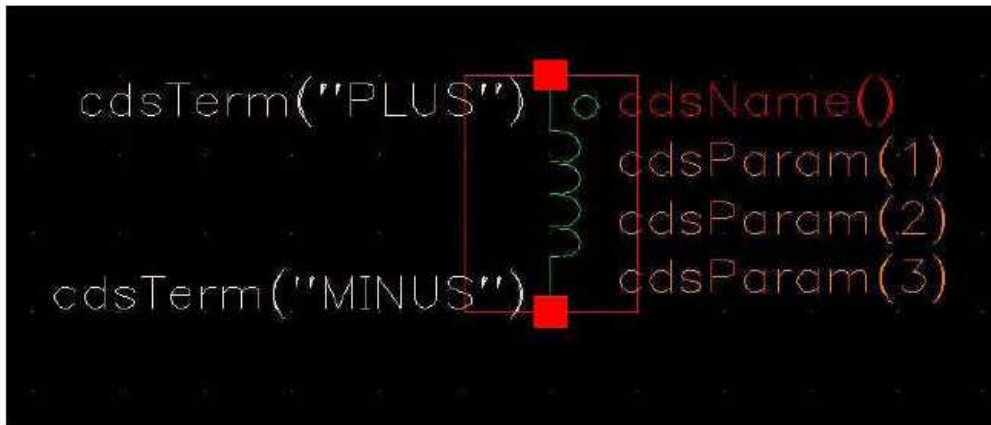 cdsTerm("PLUS")
cdsName()
cdsParam(1)
cdsParam(2)
cdsParam(3)
cdsTerm("MINUS")